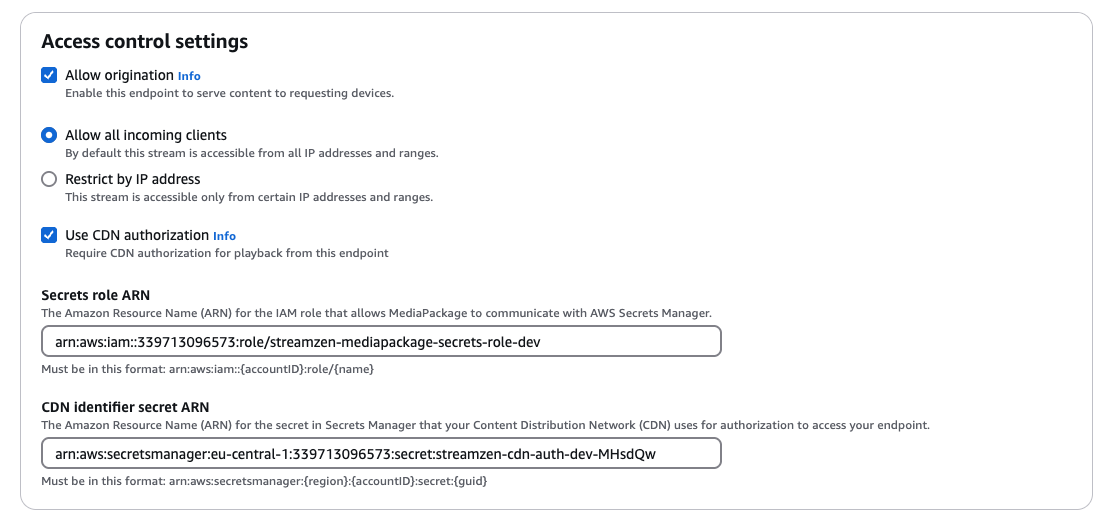 Access control settings
Allow origination Info
Enable this endpoint to serve content to requesting devices.
Allow all incoming clients
By default this stream is accessible from all IP addresses and ranges.
Restrict by IP address
This stream is accessible only from certain IP addresses and ranges.
Use CDN authorization Info
Require CDN authorization for playback from this endpoint
Secrets role ARN
The Amazon Resource Name (ARN) for the IAM role that allows MediaPackage to communicate with AWS Secrets Manager.
arn:aws:iam::339713096573:role/streamzen-mediapackage-secrets-role-dev
Must be in this format: arn:aws:iam::{accountID}:role/{name}
CDN identifier secret ARN
The Amazon Resource Name (ARN) for the secret in Secrets Manager that your Content Distribution Network (CDN) uses for authorization to access your endpoint.
arn:aws:secretsmanager:eu-central-1:339713096573:secret:streamzen-cdn-auth-dev-MHsdQw
Must be in this format: arn:aws:secretsmanager:{region}:{accountID}:secret:{guid}